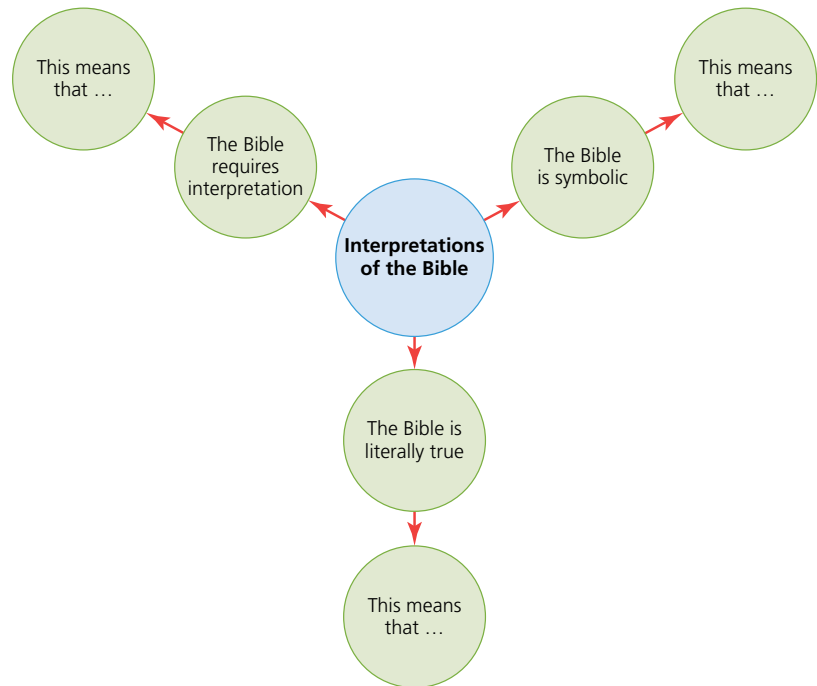 This means
that …
This means
that …
The Bible
requires
interpretation
The Bible
is symbolic
Interpretations
of the Bible
The Bible is
literally true
This means
that …